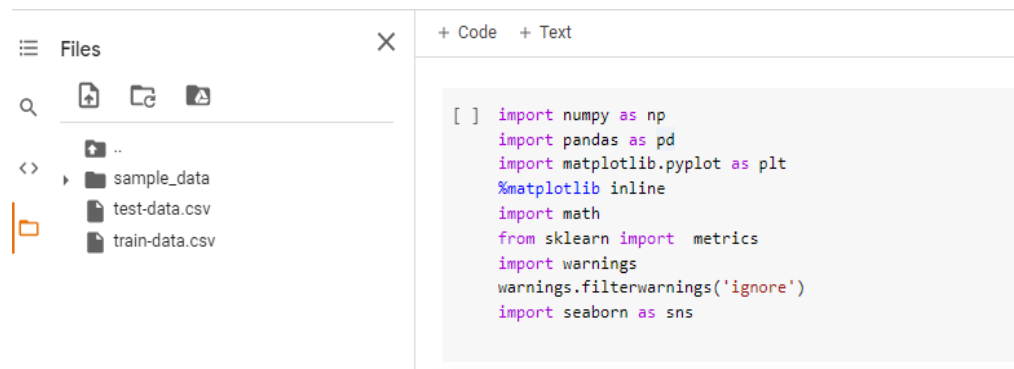 Files
..
sample_data
test-data.csv
train-data.csv
+ Code + Text
[ ] import numpy as np
import pandas as pd
import matplotlib.pyplot as plt
%matplotlib inline
import math
from sklearn import  metrics
import warnings
warnings.filterwarnings('ignore')
import seaborn as sns